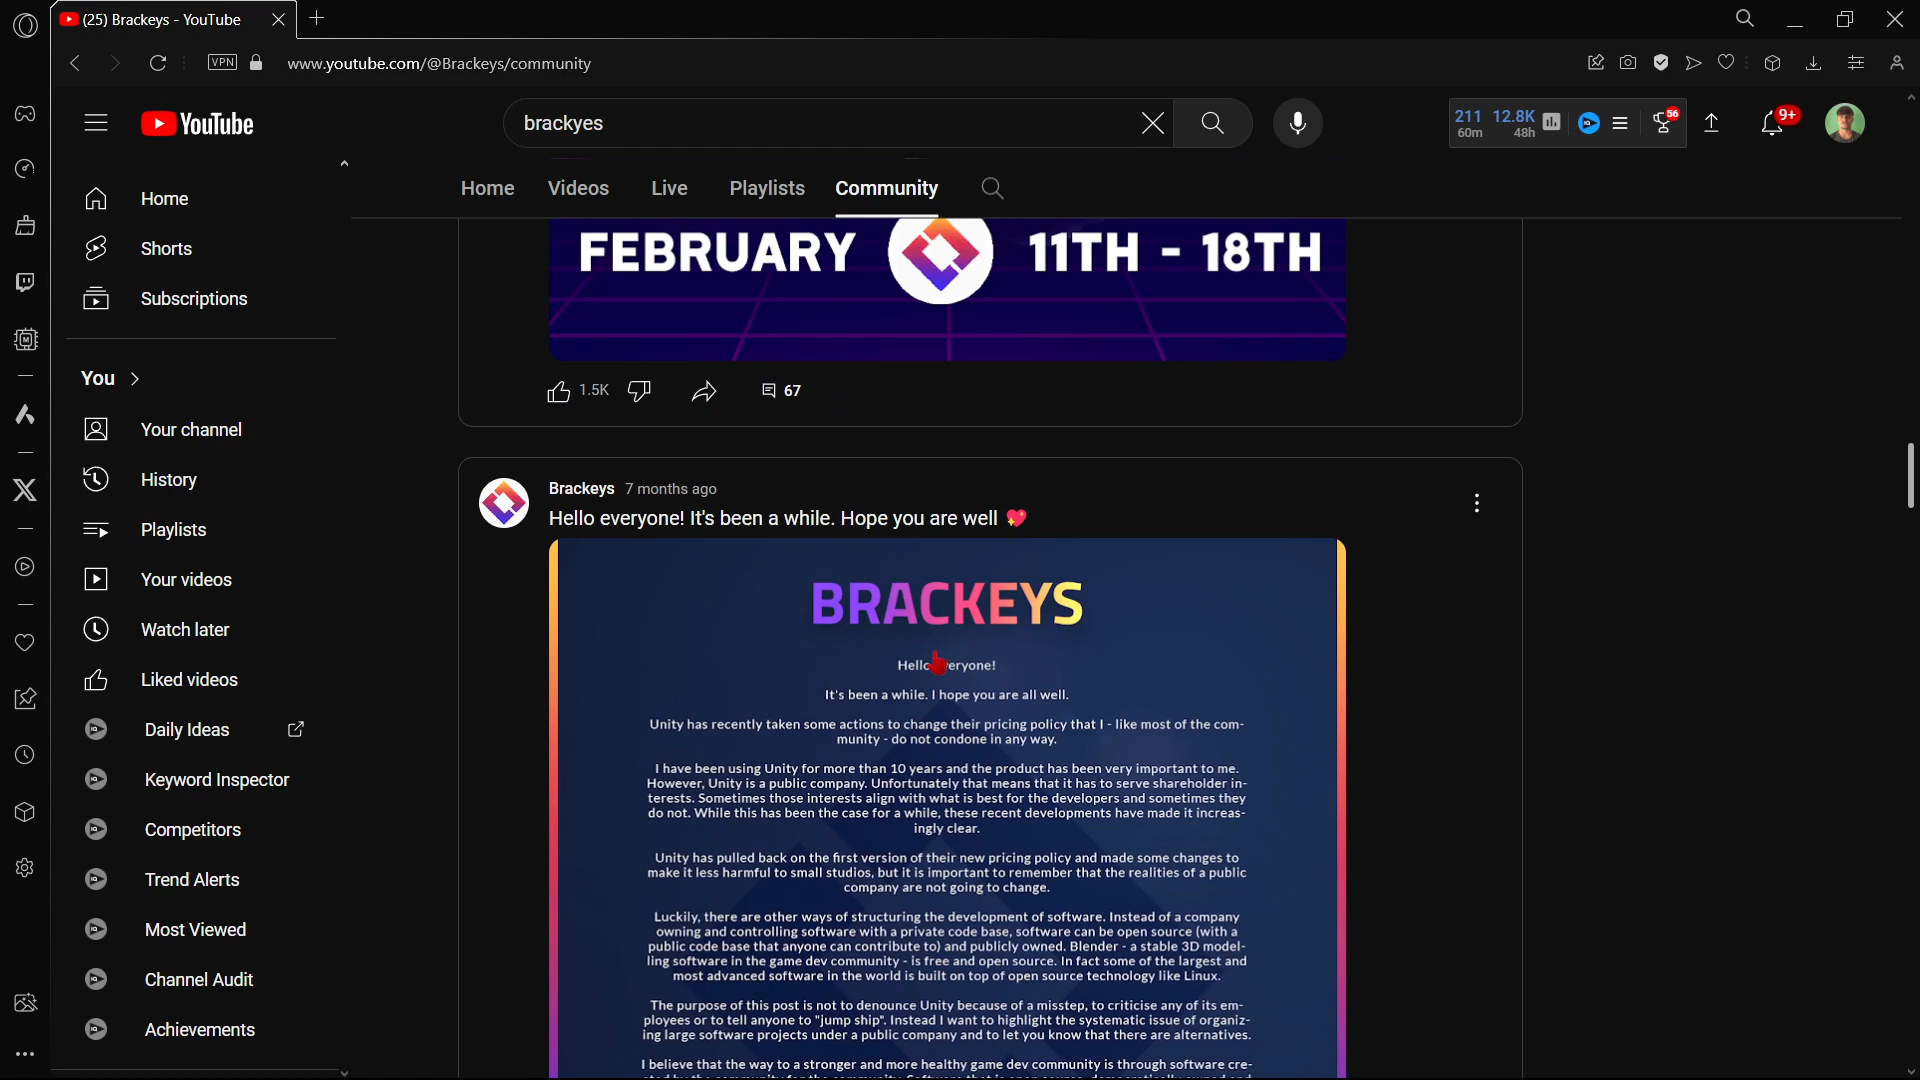 (25) Brackeys - YouTube
VPN
www.youtube.com/@Brackeys/community
YouTube
brackyes
211 12.8K
60m 48h
56
9+
Home
Shorts
Subscriptions
You
Your channel
History
Playlists
Your videos
Watch later
Liked videos
Daily Ideas
Keyword Inspector
Competitors
Trend Alerts
Most Viewed
Channel Audit
Achievements
Home Videos Live Playlists Community
FEBRUARY 11TH - 18TH
1.5K
67
Brackeys 7 months ago
Hello everyone! It's been a while. Hope you are well 💖
BRACKEYS
It's been a while. I hope you are all well.
Unity has recently taken some actions to change their pricing policy that I - like most of the com-
munity - do not condone in any way.
I have been using Unity for more than 10 years and the product has been very important to me.
However, Unity is a public company. Unfortunately that means that it has to serve shareholder in-
terests. Sometimes those interests align with what is best for the developers and sometimes they
do not. While this has been the case for a while, these recent developments have made it increas-
ingly clear.
Unity has pulled back on the first version of their new pricing policy and made some changes to
make it less harmful to small studios, but it is important to remember that the realities of a public
company are not going to change.
Luckily, there are other ways of structuring the development of software. Instead of a company
owning and controlling software with a private code base, software can be open source (with a
public code base that anyone can contribute to) and publicly owned. Blender - a stable 3D model-
ling software in the game dev community - is free and open source. In fact some of the largest and
most advanced software in the world is built on top of open source technology like Linux.
The purpose of this post is not to denounce Unity because of a misstep, to criticise any of its em-
ployees or to tell anyone to "jump ship". Instead I want to highlight the systematic issue of organiz-
ing large software projects under a public company and to let you know that there are alternatives.
I believe that the way to a stronger and more healthy game dev community is through software cre-